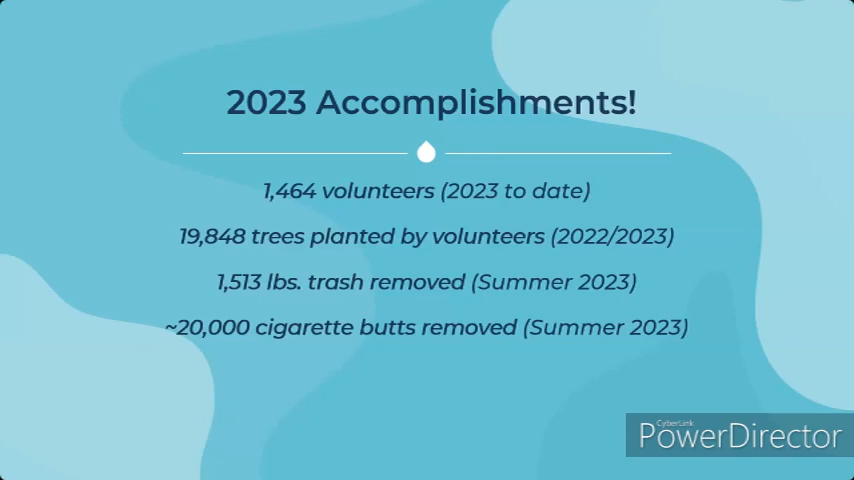 2023 Accomplishments!
1,464 volunteers (2023 to date)
19,848 trees planted by volunteers (2022/2023)
1,513 lbs. trash removed (Summer 2023)
~20,000 cigarette butts removed (Summer 2023)
CyberLink
PowerDirector